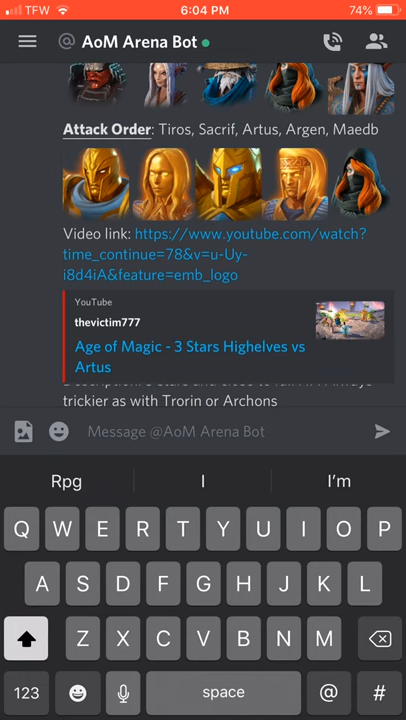 TFW 6:04 PM 74%
@ AoM Arena Bot
Attack Order: Tiros, Sacrif, Artus, Argen, Maedb
Video link: https://www.youtube.com/watch?
time_continue=78&v=u-Uy-
i8d4iA&feature=emb_logo
YouTube
thevictim777
Age of Magic - 3 Stars Highelves vs
Artus
trickier as with Trorin or Archons
Message @AoM Arena Bot
Rpg I I'm
Q W E R T Y U I O P
A S D F G H J K L
Z X C V B N M
123 space @ #